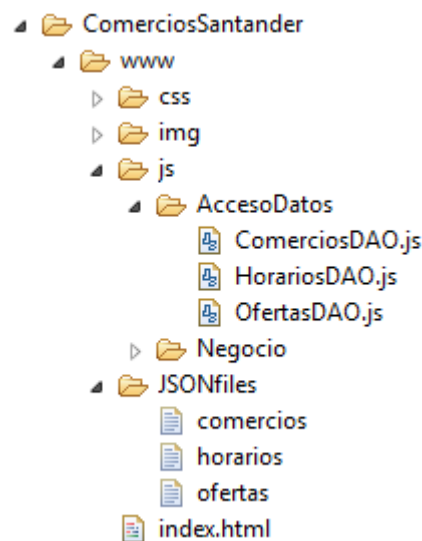 ComerciosSantander
www
css
img
js
AccesoDatos
ComerciosDAO.js
HorariosDAO.js
OfertasDAO.js
Negocio
JSONfiles
comercios
horarios
ofertas
index.html